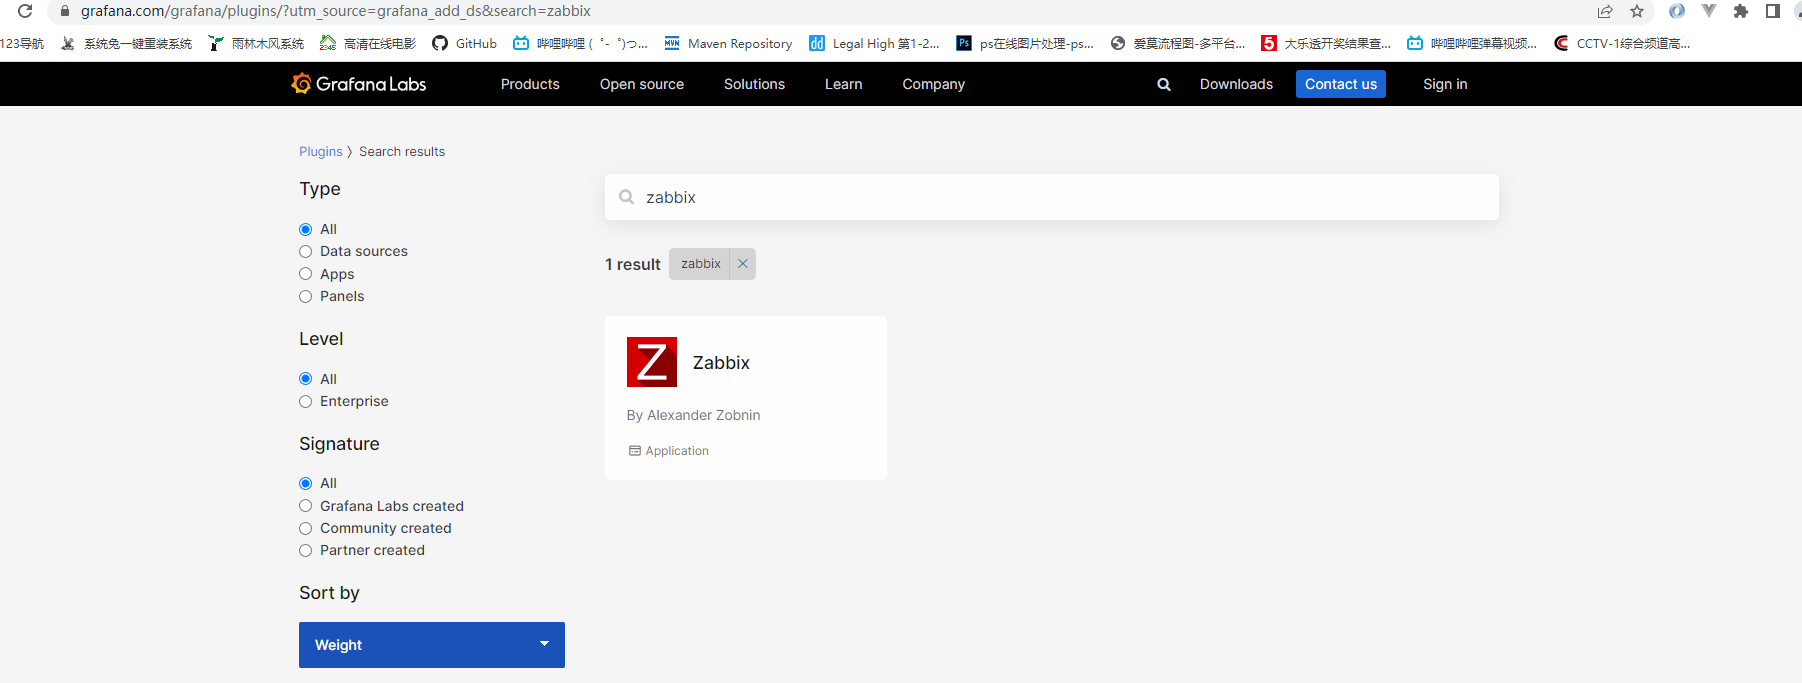 grafana.com/grafana/plugins/?utm_source=grafana_add_ds&search=zabbix
123导航 系统兔一键重装系统 雨林木风系统 高清在线电影 GitHub 哔哩哔哩 ( ゜- ゜)つ... Maven Repository Legal High 第1-2... ps在线图片处理-ps... 爱莫流程图-多平台... 大乐透开奖结果查... 哔哩哔哩弹幕视频... CCTV-1综合频道高...
Grafana Labs Products Open source Solutions Learn Company Downloads Contact us Sign in
Plugins 〉 Search results
Type
All
Data sources
Apps
Panels
Level
All
Enterprise
Signature
All
Grafana Labs created
Community created
Partner created
Sort by
Weight
zabbix
1 result zabbix ×
Z Zabbix
By Alexander Zobnin
Application